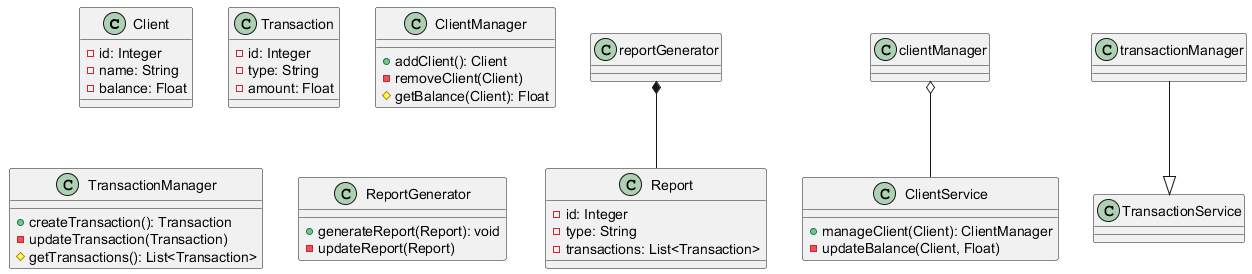 C Client
id: Integer
name: String
balance: Float
C Transaction
id: Integer
type: String
amount: Float
C ClientManager
addClient(): Client
removeClient(Client)
getBalance(Client): Float
C reportGenerator
C clientManager
C transactionManager
C TransactionManager
createTransaction(): Transaction
updateTransaction(Transaction)
getTransactions(): List<Transaction>
C ReportGenerator
generateReport(Report): void
updateReport(Report)
C Report
id: Integer
type: String
transactions: List<Transaction>
C ClientService
manageClient(Client): ClientManager
updateBalance(Client, Float)
C TransactionService